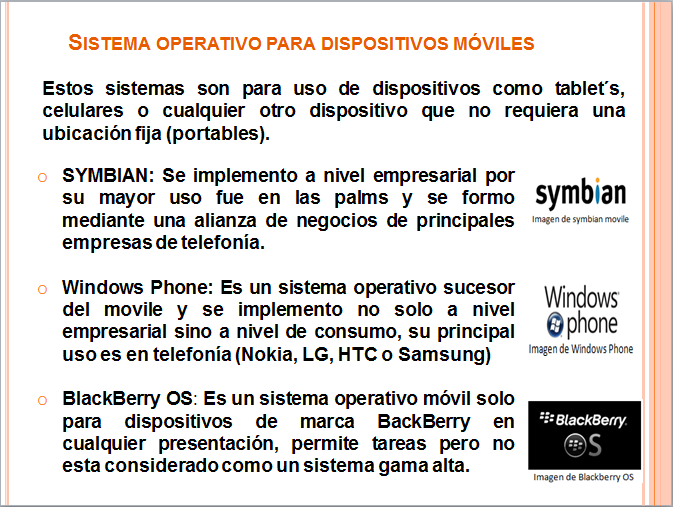 SISTEMA OPERATIVO PARA DISPOSITIVOS MÓVILES
Estos sistemas son para uso de dispositivos como tablet´s,
celulares o cualquier otro dispositivo que no requiera una
ubicación fija (portables).
SYMBIAN: Se implemento a nivel empresarial por
su mayor uso fue en las palms y se formo
mediante una alianza de negocios de principales
empresas de telefonía.
symbian
Imagen de symbian movile
Windows Phone: Es un sistema operativo sucesor
del movile y se implemento no solo a nivel
empresarial sino a nivel de consumo, su principal
uso es en telefonía (Nokia, LG, HTC o Samsung)
Windows®
phone
Imagen de Windows Phone
BlackBerry OS: Es un sistema operativo móvil solo
para dispositivos de marca BackBerry en
cualquier presentación, permite tareas pero no
esta considerado como un sistema gama alta.
BlackBerry.
OS
Imagen de Blackberry OS